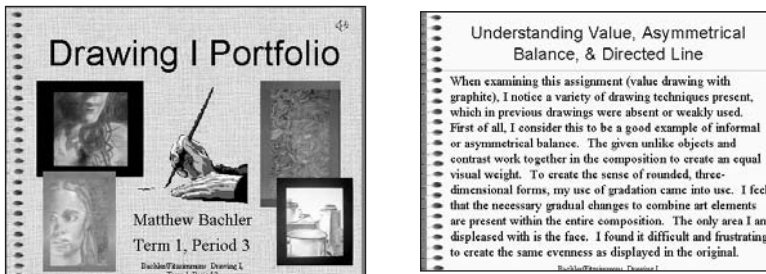 Drawing I Portfolio
Matthew Bachler
Term 1, Period 3
Bachler/Fitzsimmons Drawing I,
Understanding Value, Asymmetrical
Balance, & Directed Line
When examining this assignment (value drawing with
graphite), I notice a variety of drawing techniques present,
which in previous drawings were absent or weakly used.
First of all, I consider this to be a good example of informal
or asymmetrical balance. The given unlike objects and
contrast work together in the composition to create an equal
visual weight. To create the sense of rounded, three-
dimensional forms, my use of gradation came into use. I feel
that the necessary gradual changes to combine art elements
are present within the entire composition. The only area I am
displeased with is the face. I found it difficult and frustrating
to create the same evenness as displayed in the original.